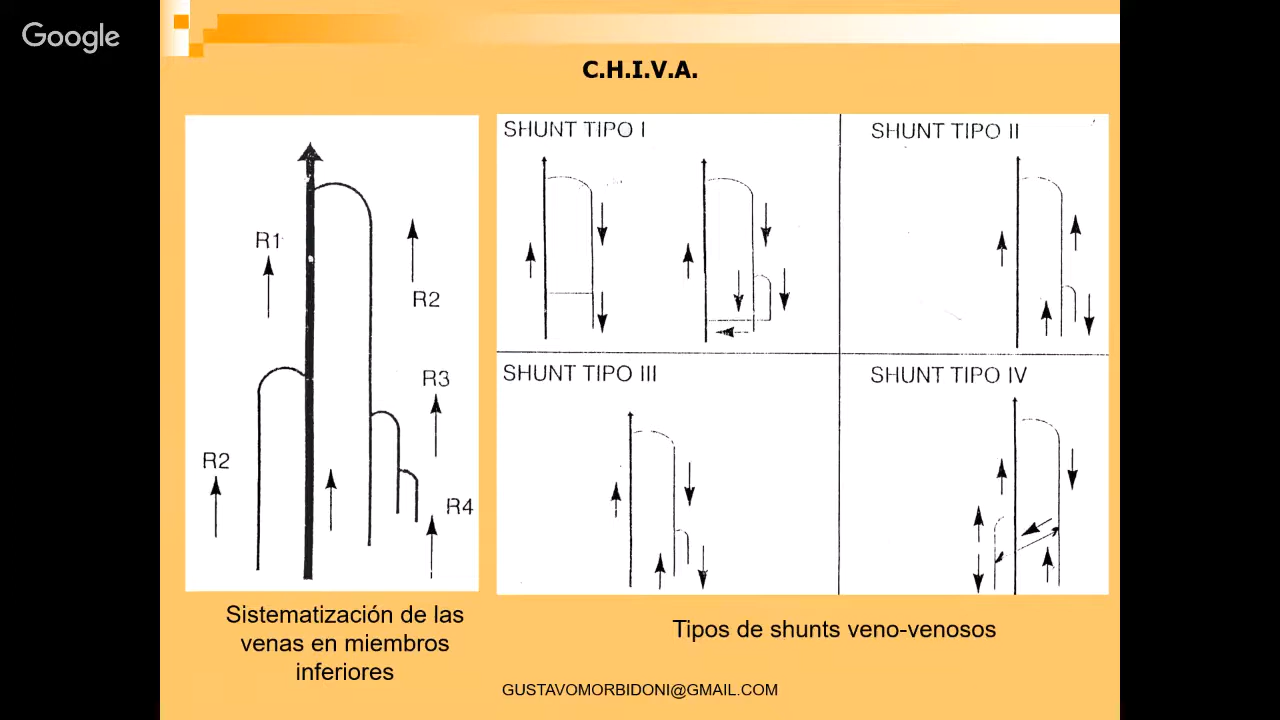 Google
C.H.I.V.A.
R1
R2
R3
R2
R4
SHUNT TIPO I
SHUNT TIPO II
SHUNT TIPO III
SHUNT TIPO IV
Sistematización de las
venas en miembros
inferiores
Tipos de shunts veno-venosos
GUSTAVOMORBIDONI@GMAIL.COM